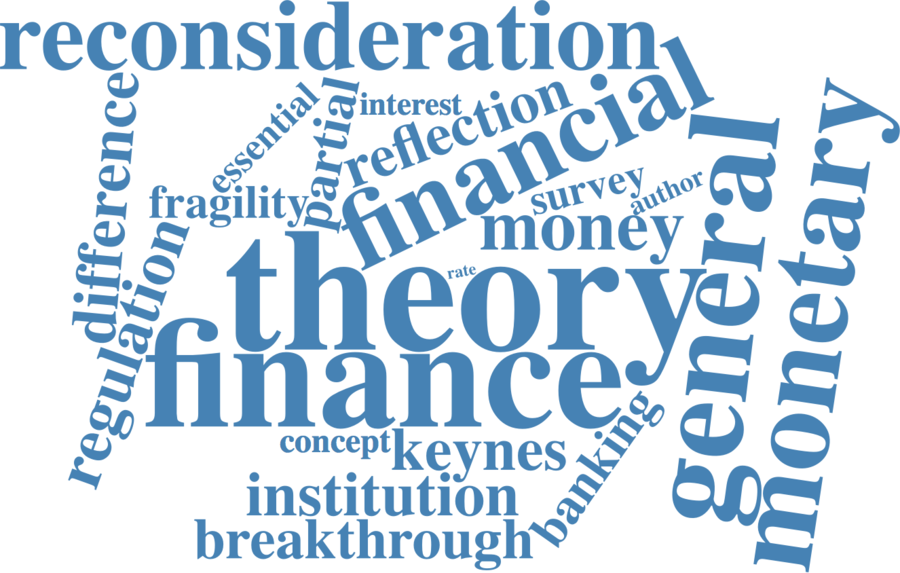 reconsideration
difference
essential
partial
interest
reflection
financial
fragility
survey
author
money
general
monetary
regulation
theory
rate
finance
concept
keynes
banking
institution
breakthrough